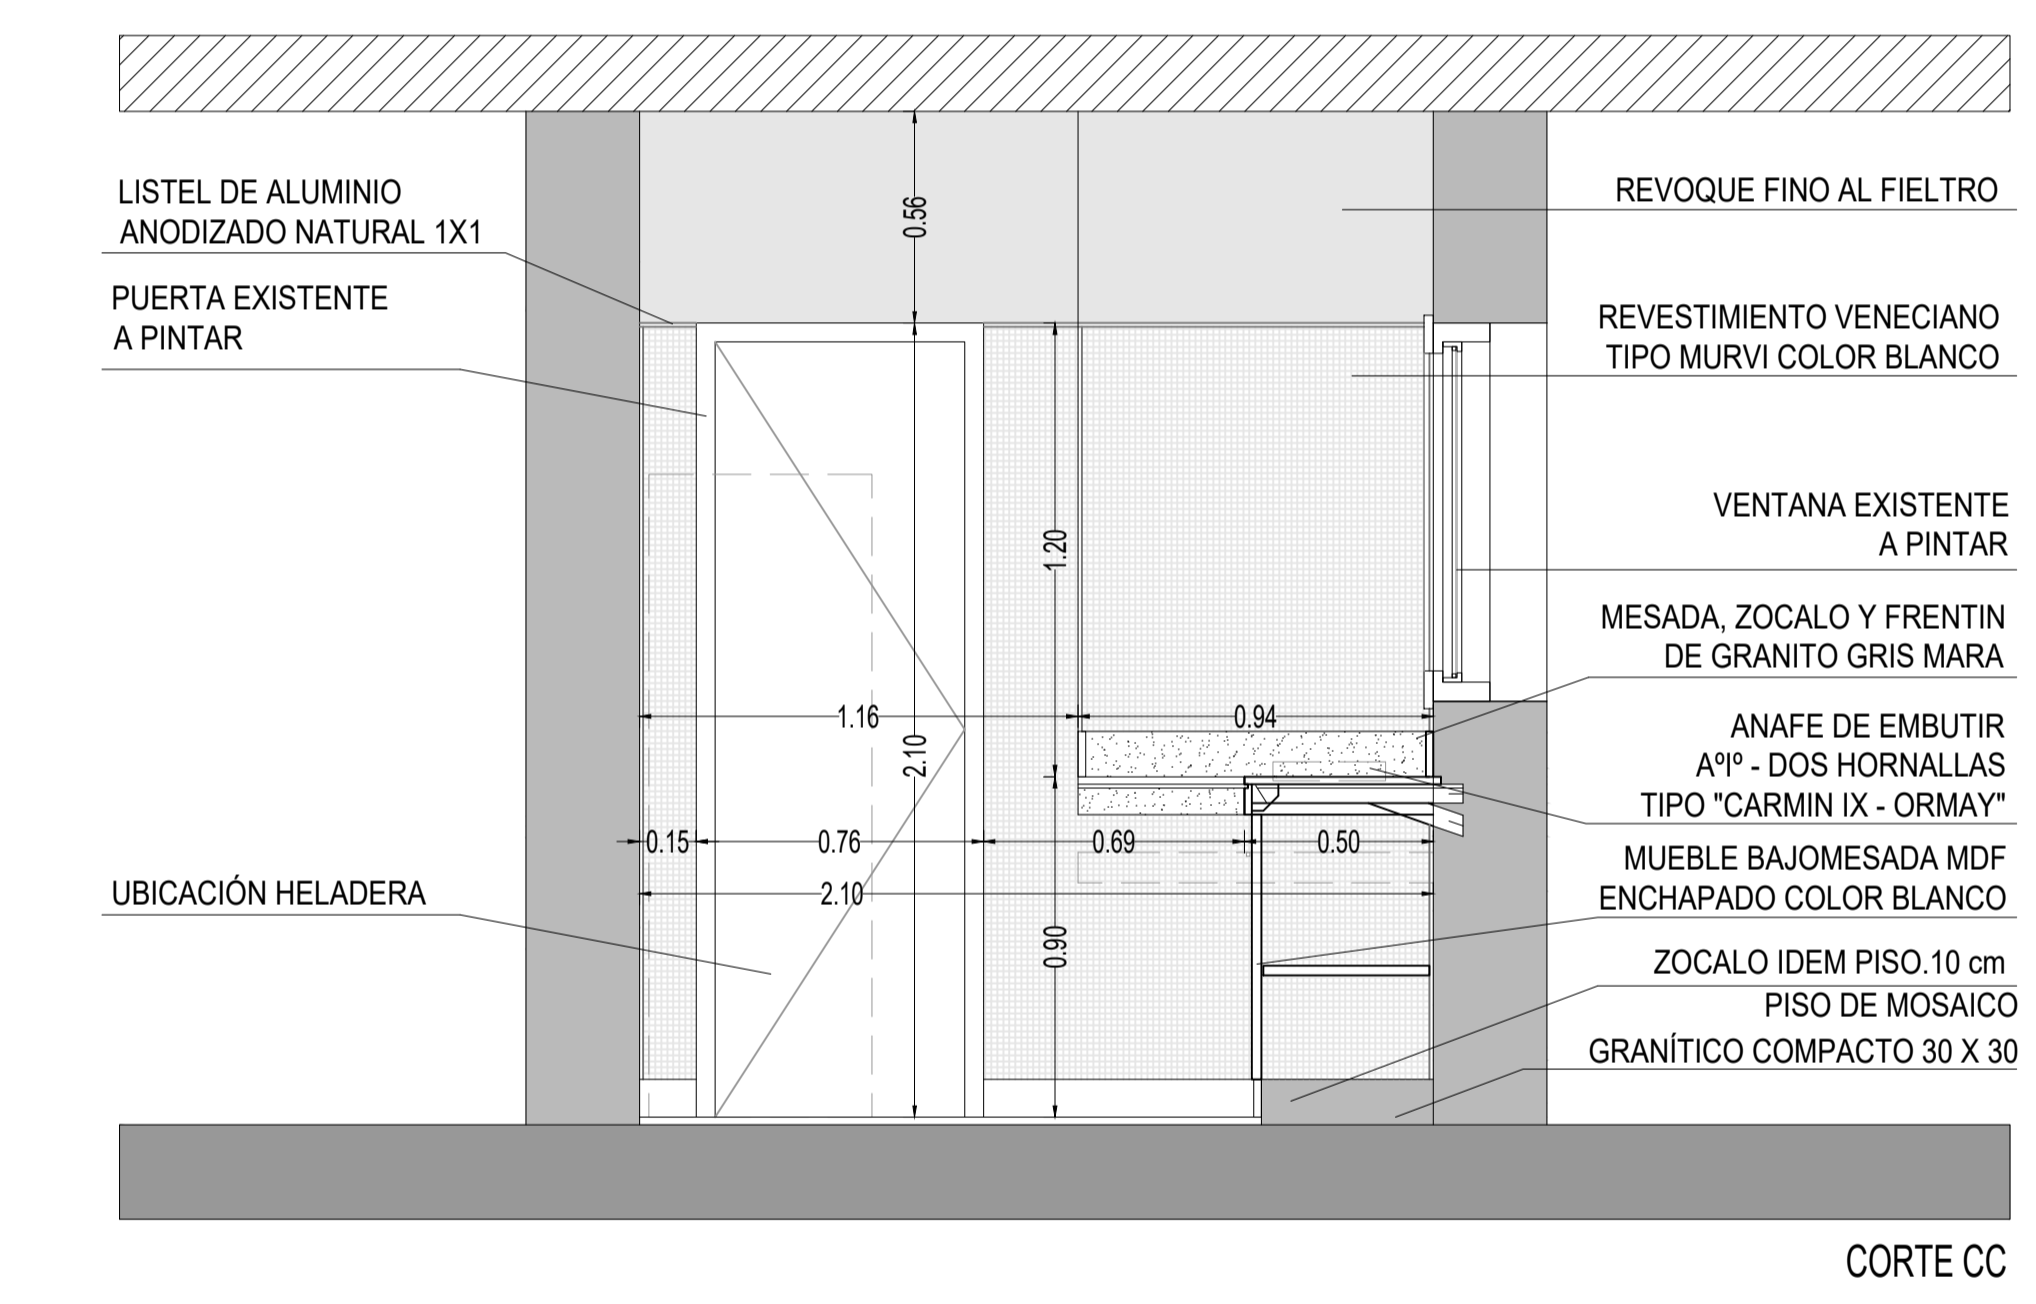 LISTEL DE ALUMINIO
ANODIZADO NATURAL 1X1
PUERTA EXISTENTE
A PINTAR
UBICACIÓN HELADERA
0.56
1.20
1.16
0.94
2.10
0.15
0.76
0.69
0.50
2.10
0.90
REVOQUE FINO AL FIELTRO
REVESTIMIENTO VENECIANO
TIPO MURVI COLOR BLANCO
VENTANA EXISTENTE
A PINTAR
MESADA, ZOCALO Y FRENTIN
DE GRANITO GRIS MARA
ANAFE DE EMBUTIR
AºIº - DOS HORNALLAS
TIPO "CARMIN IX - ORMAY"
MUEBLE BAJOMESADA MDF
ENCHAPADO COLOR BLANCO
ZOCALO IDEM PISO.10 cm
PISO DE MOSAICO
GRANÍTICO COMPACTO 30 X 30
CORTE CC